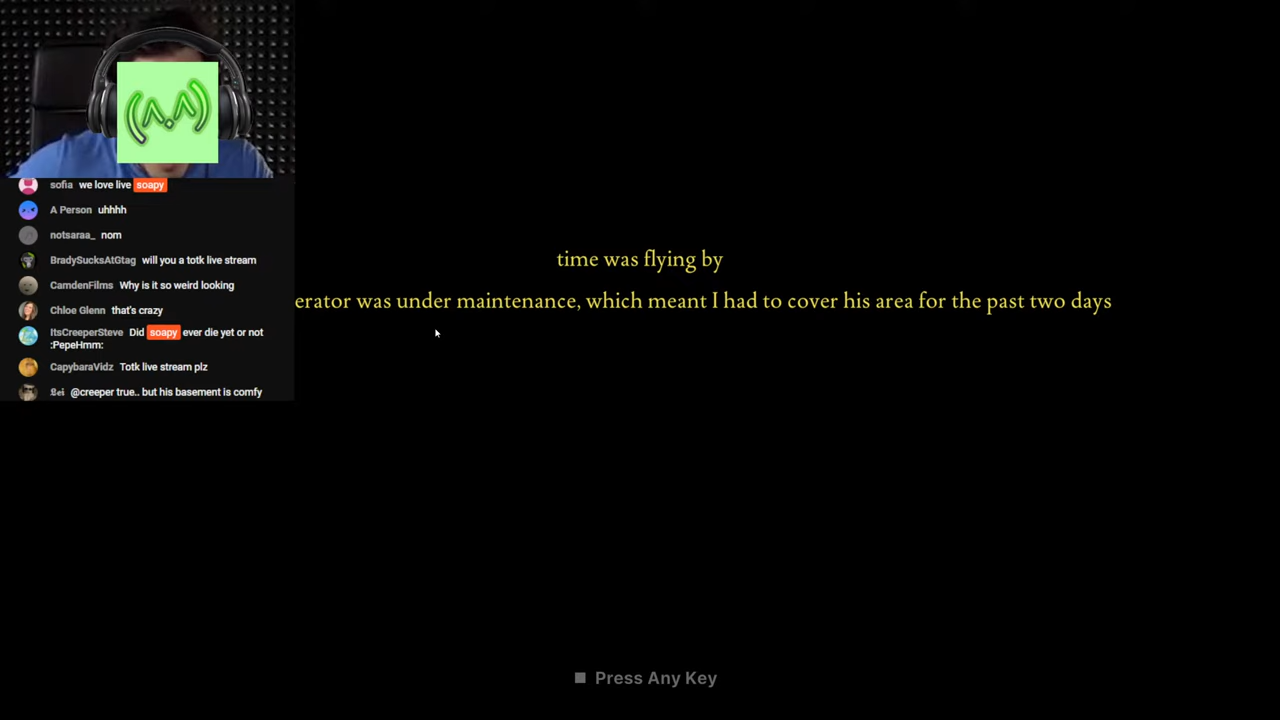 (^.^)
sofia we love live soapy
A Person uhhhh
notsaraa_ nom
BradySucksAtGtag will you a totk live stream
CamdenFilms Why is it so weird looking
Chloe Glenn that's crazy
ItsCreeperSteve Did soapy ever die yet or not
:PepeHmm:
CapybaraVidz Totk live stream plz
𝕷𝖊𝖎 @creeper true.. but his basement is comfy
time was flying by
erator was under maintenance, which meant I had to cover his area for the past two days
Press Any Key